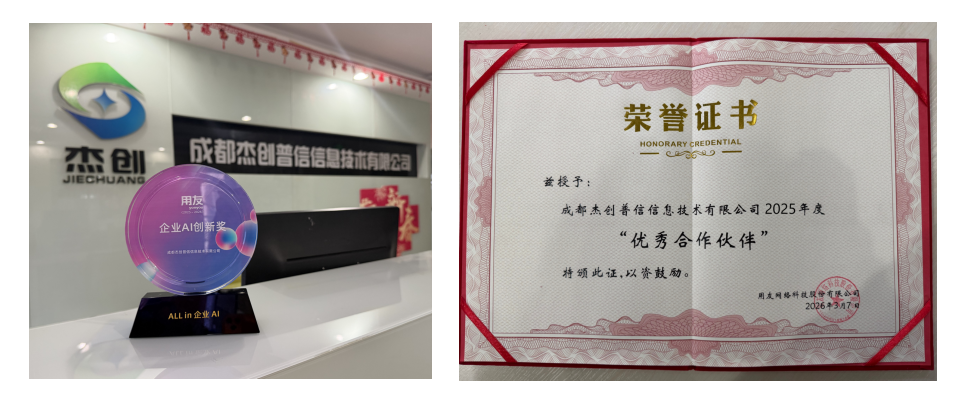 杰创
JIECHUANG
成都杰创普信信息技术有限公司
用友
企业AI创新奖
ALL in 企业 AI
荣誉证书
HONORARY CREDENTIAL
兹授予：
成都杰创普信信息技术有限公司2025年度
“优秀合作伙伴”
特颁此证，以资鼓励。
用友网络科技股份有限公司
2026年3月7日